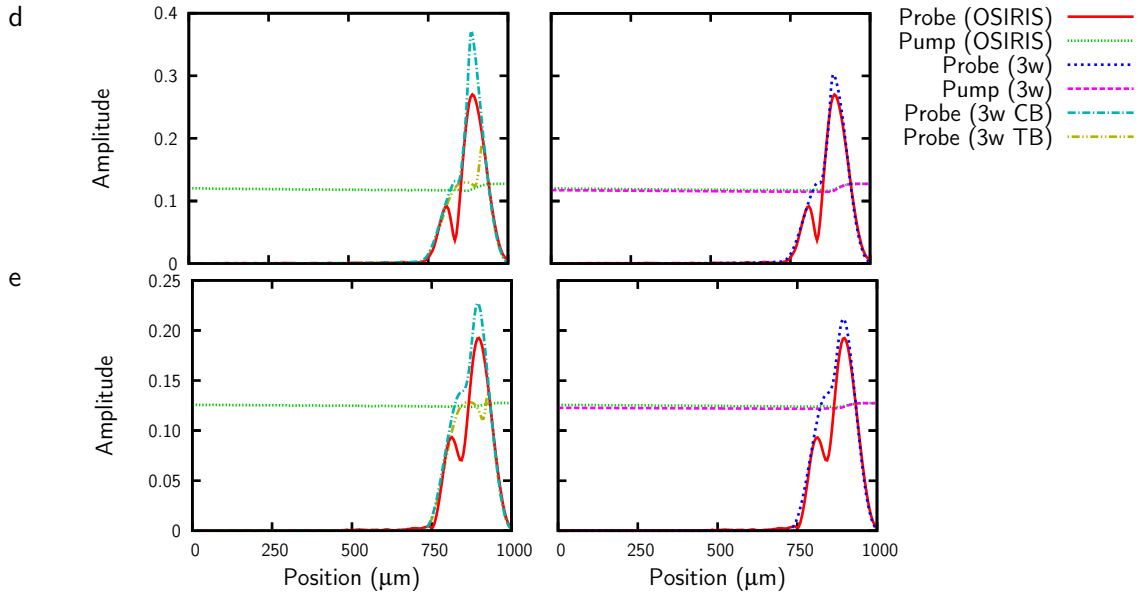 d
Amplitude
0.4
0.3
0.2
0.1
0
Probe (OSIRIS)
Pump (OSIRIS)
Probe (3w)
Pump (3w)
Probe (3w CB)
Probe (3w TB)
e
Amplitude
0.25
0.20
0.15
0.10
0.05
0
0 250 500 750 1000
0 250 500 750 1000
Position (μm)
Position (μm)